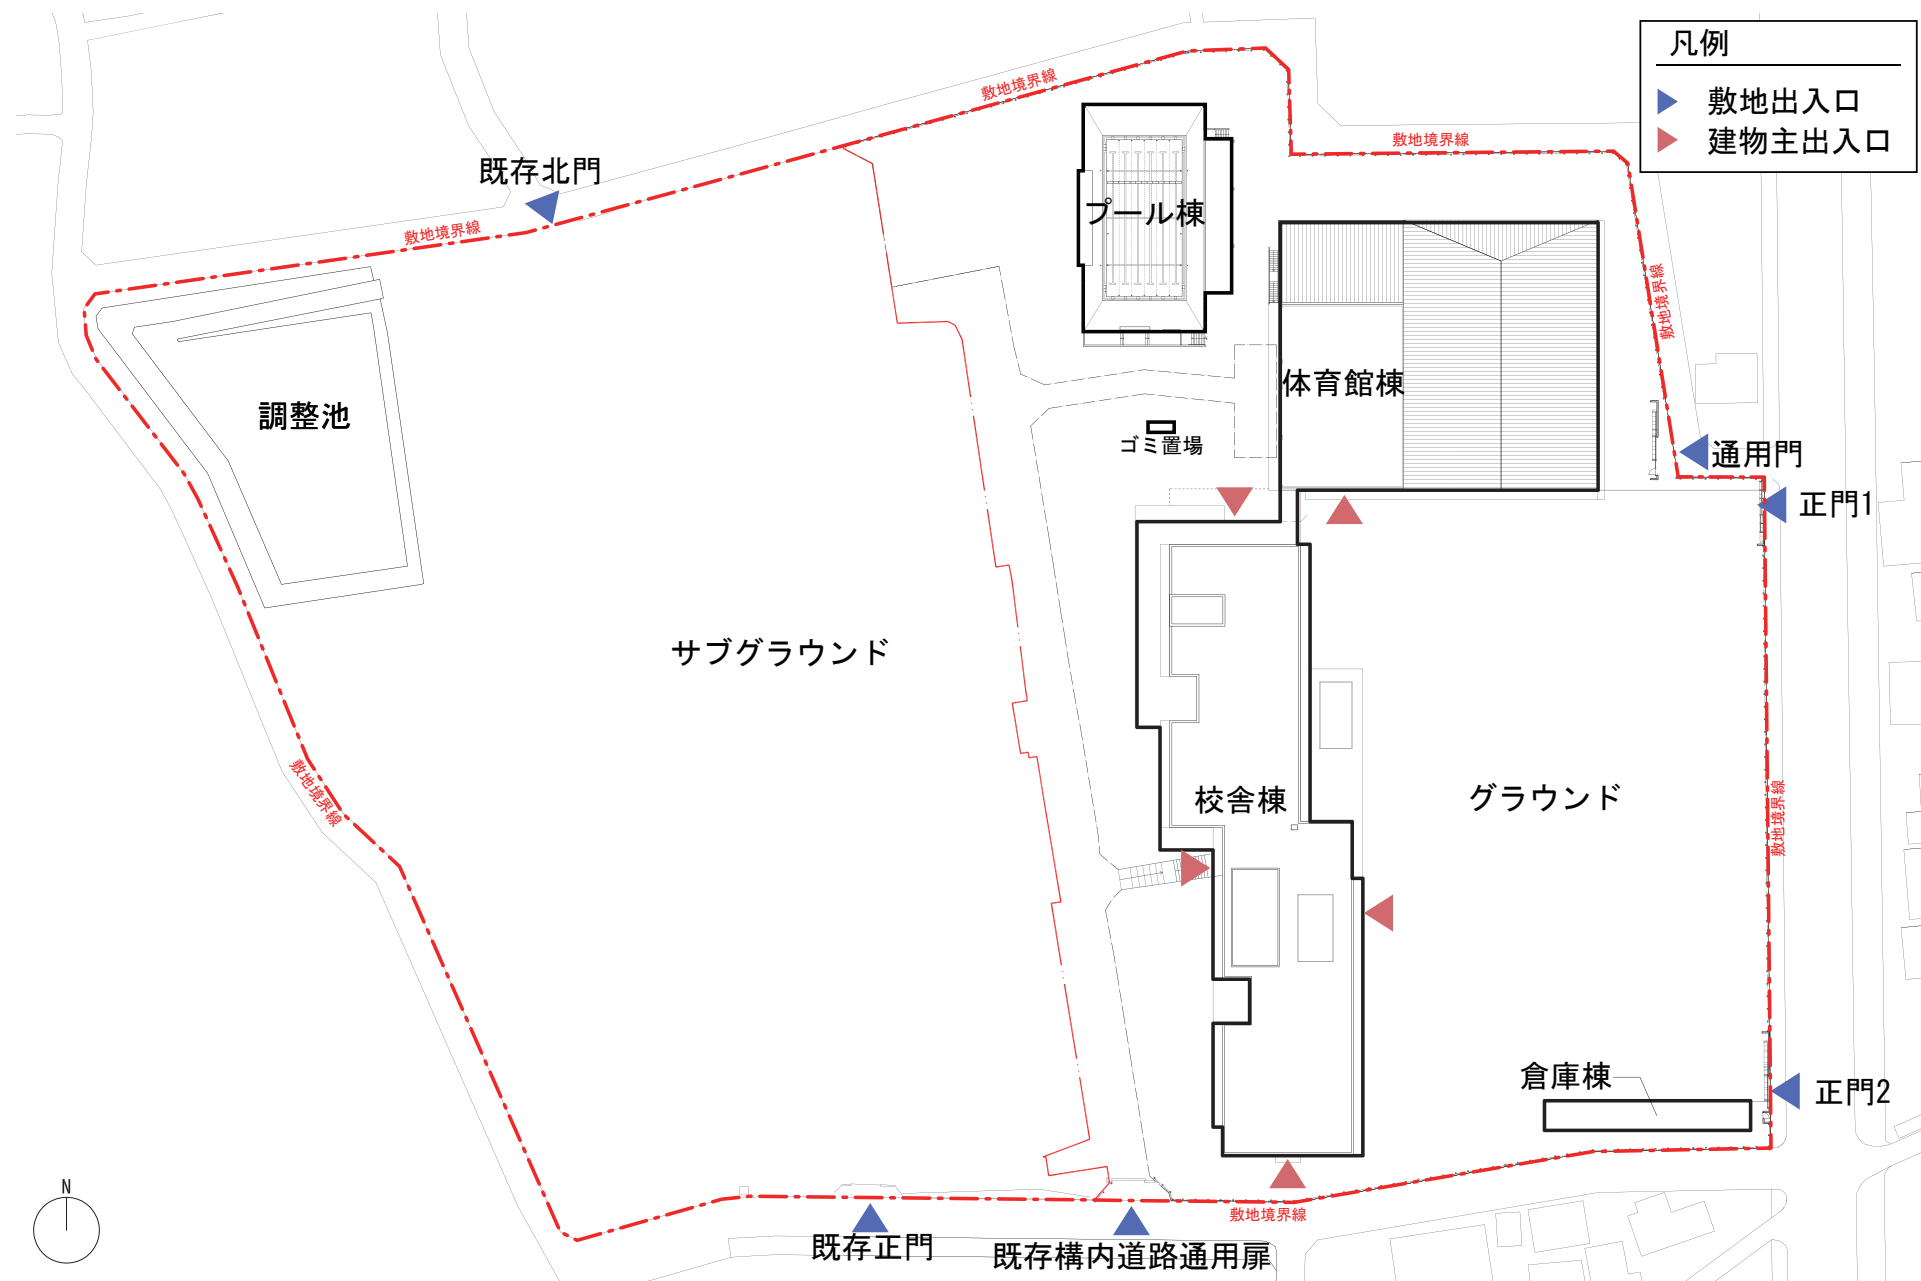 凡例
敷地出入口
建物主出入口
敷地境界線
敷地境界線
既存北門
プール棟
敷地境界線
敷地境界線
体育館棟
調整池
ゴミ置場
通用門
正門1
サブグラウンド
敷地境界線
校舎棟
グラウンド
敷地境界線
倉庫棟
正門2
N
敷地境界線
既存正門
既存構内道路通用扉